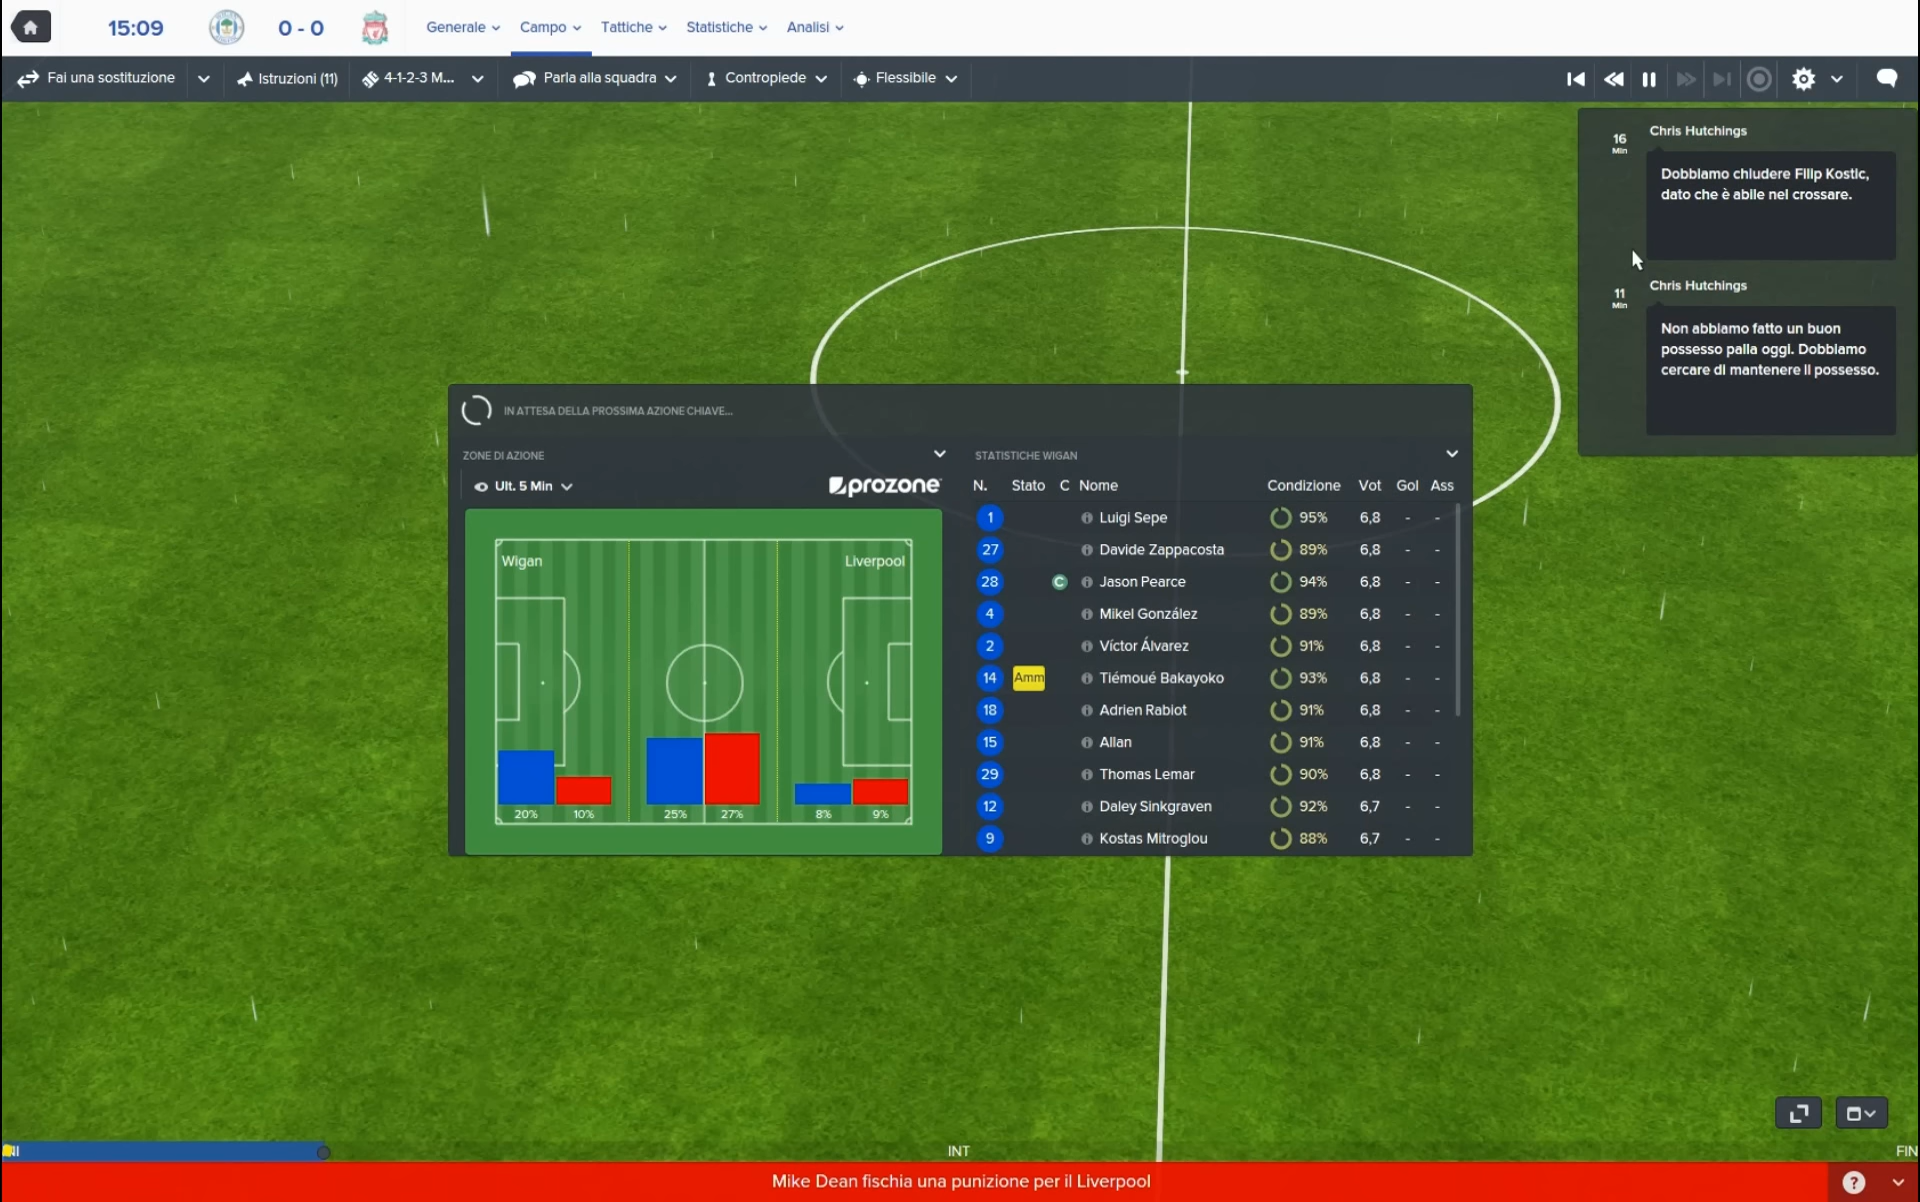 15:09
0 - 0
Generale
Campo
Tattiche
Statistiche
Analisi
Fai una sostituzione
Istruzioni (11)
4-1-2-3 M...
Parla alla squadra
Contropiede
Flessibile
16
Min
Chris Hutchings
Dobbiamo chiudere Filip Kostic,
dato che è abile nel crossare.
11
Min
Chris Hutchings
Non abbiamo fatto un buon
possesso palla oggi. Dobbiamo
cercare di mantenere il possesso.
IN ATTESA DELLA PROSSIMA AZIONE CHIAVE...
ZONE DI AZIONE
Ult. 5 Min
prozone
Wigan
Liverpool
20% 10% 25% 27% 8% 9%
STATISTICHE WIGAN
N. Stato C Nome Condizione Vot Gol Ass
1 Luigi Sepe 95% 6,8 - -
27 Davide Zappacosta 89% 6,8 - -
28 C Jason Pearce 94% 6,8 - -
4 Mikel González 89% 6,8 - -
2 Víctor Álvarez 91% 6,8 - -
14 Amm Tiémoué Bakayoko 93% 6,8 - -
18 Adrien Rabiot 91% 6,8 - -
15 Allan 91% 6,8 - -
29 Thomas Lemar 90% 6,8 - -
12 Daley Sinkgraven 92% 6,7 - -
9 Kostas Mitroglou 88% 6,7 - -
INT
FIN
Mike Dean fischia una punizione per il Liverpool
?